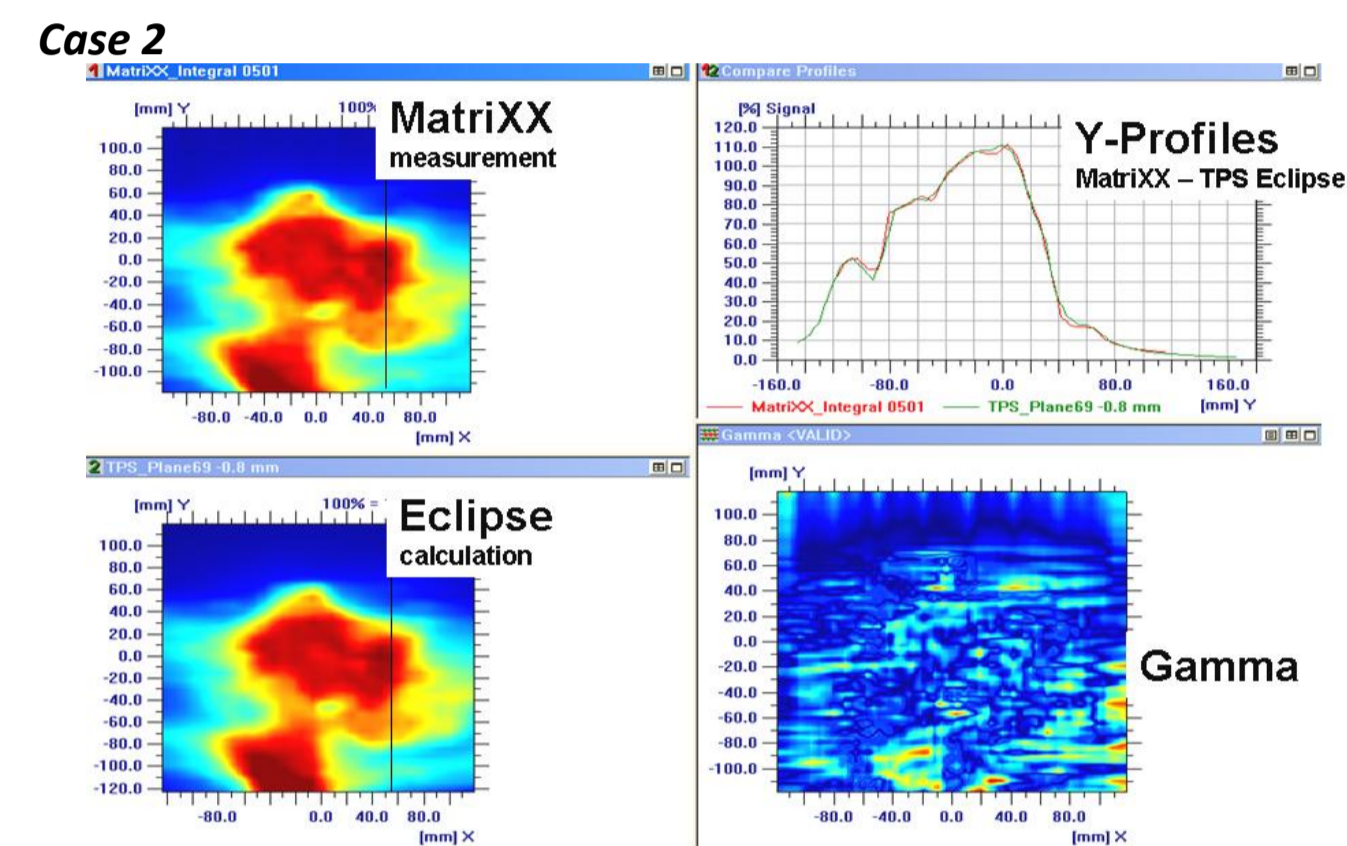 Case 2
1 MatriXX_Integral 0501
[mm] Y
100%
MatriXX
measurement
100.0
80.0
60.0
40.0
20.0
0.0
-20.0
-40.0
-60.0
-80.0
-100.0
-80.0 -40.0 0.0 40.0 80.0
[mm] X
12 Compare Profiles
[%] Signal
Y-Profiles
MatriXX – TPS Eclipse
120.0
110.0
100.0
90.0
80.0
70.0
60.0
50.0
40.0
30.0
20.0
10.0
0.0
-160.0 -80.0 0.0 80.0 160.0
MatriXX_Integral 0501 TPS_Plane69 -0.8 mm [mm] Y
2 TPS_Plane69 -0.8 mm
[mm] Y
100% =
Eclipse
calculation
100.0
80.0
60.0
40.0
20.0
0.0
-20.0
-40.0
-60.0
-80.0
-100.0
-120.0
-80.0 0.0 40.0 80.0
[mm] X
Gamma <VALID>
[mm] Y
100.0
80.0
60.0
40.0
20.0
0.0
-20.0
-40.0
-60.0
-80.0
-100.0
Gamma
-80.0 -40.0 0.0 40.0 80.0
[mm] X